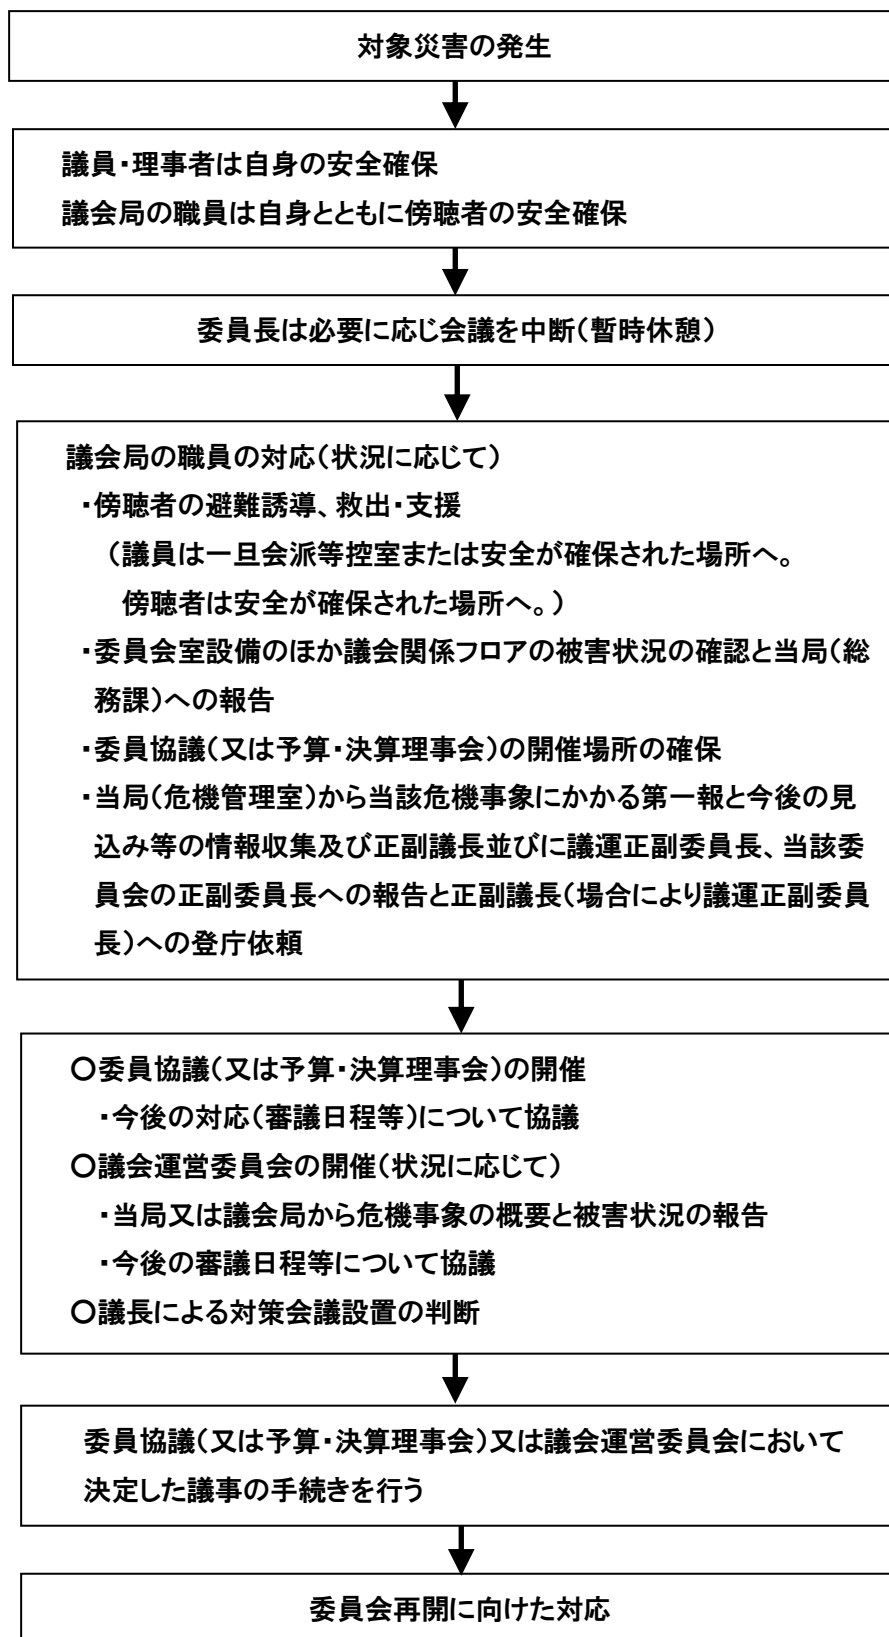 対象災害の発生
議員・理事者は自身の安全確保
議会局の職員は自身とともに傍聴者の安全確保
委員長は必要に応じ会議を中断（暂時休憩）
議会局の職員の対応（状況に応じて）
・傍聴者の避難誘導、救出・支援
（議員は一旦会派等控室または安全が確保された場所へ。
傍聴者は安全が確保された場所へ。）
・委員会室設備のほか議会関係フロアの被害状況の確認と当局（総
務課）への報告
・委員協議（又は予算・決算理事会）の開催場所の確保
・当局（危機管理室）から当該危機事象にかかる第一報と今後の見
込み等の情報収集及び正副議長並びに議運正副委員長、当該委
員会の正副委員長への報告と正副議長（場合により議運正副委員
長）への登庁依頼
〇委員協議（又は予算・決算理事会）の開催
・今後の対応（審議日程等）について協議
〇議会運営委員会の開催（状況に応じて）
・当局又は議会局から危機事象の概要と被害状況の報告
・今後の審議日程等について協議
〇議長による対策会議設置の判断
委員協議（又は予算・決算理事会）又は議会運営委員会において
決定した議事の手続きを行う
委員会再開に向けた対応